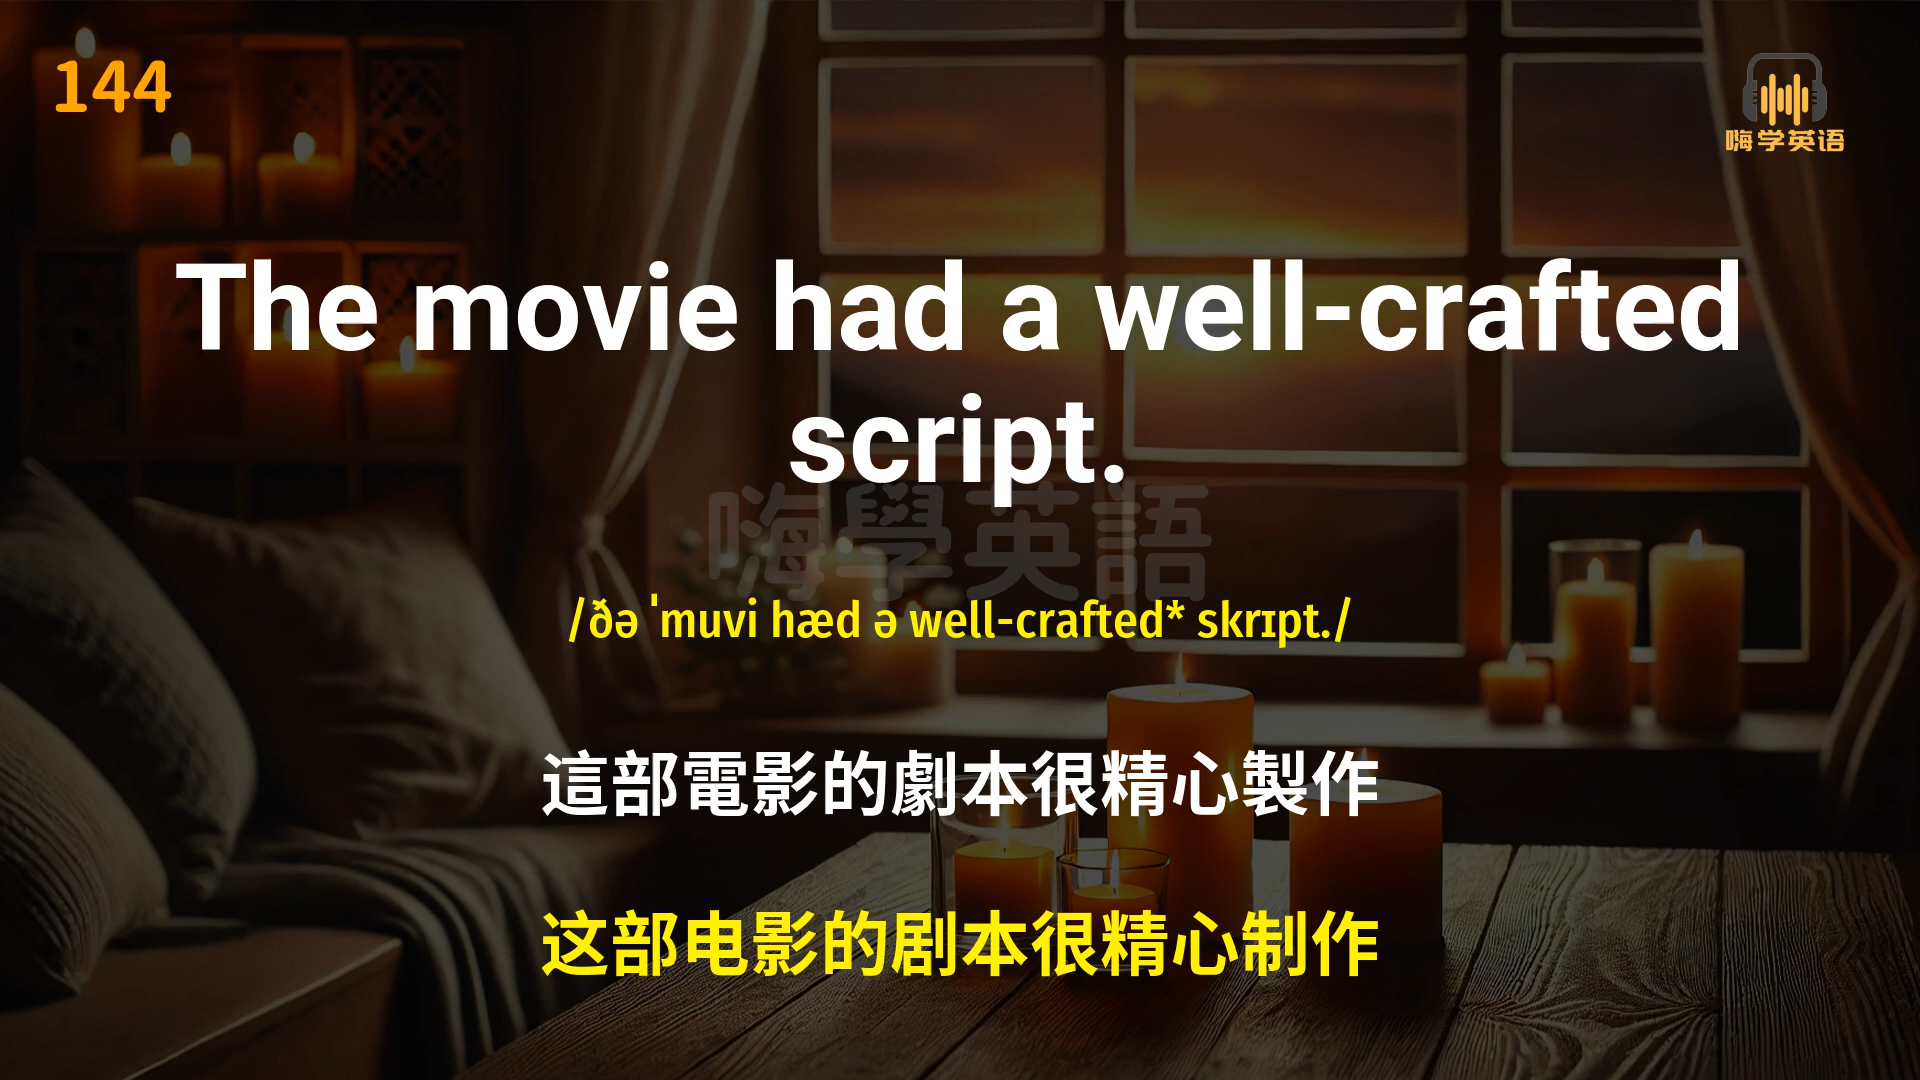 144
嗨学英语
The movie had a well-crafted
script.
嗨學英語
/ðə ˈmuvi hæd ə well-crafted* skrɪpt./
這部電影的劇本很精心製作
这部电影的剧本很精心制作